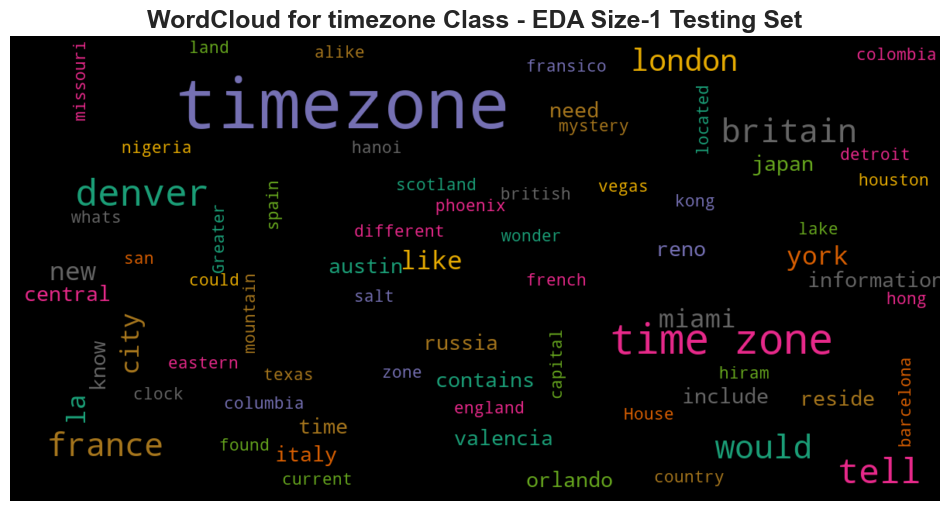 WordCloud for timezone Class - EDA Size-1 Testing Set
land
alike
london
colombia
missouri
fransico
timezone
need
mystery
located
britain
nigeria
hanoi
japan
detroit
denver
scotland
british
vegas
houston
whats
spain
phoenix
kong
Greater
different
wonder
lake
new
san
austin
like
reno
york
central
could
mountain
salt
french
information
hong
city
know
russia
miami
time zone
eastern
texas
zone
contains
capital
hiram
clock
columbia
england
House
include
reside
barcelona
la
france
found
time
italy
valencia
would
current
orlando
country
tell